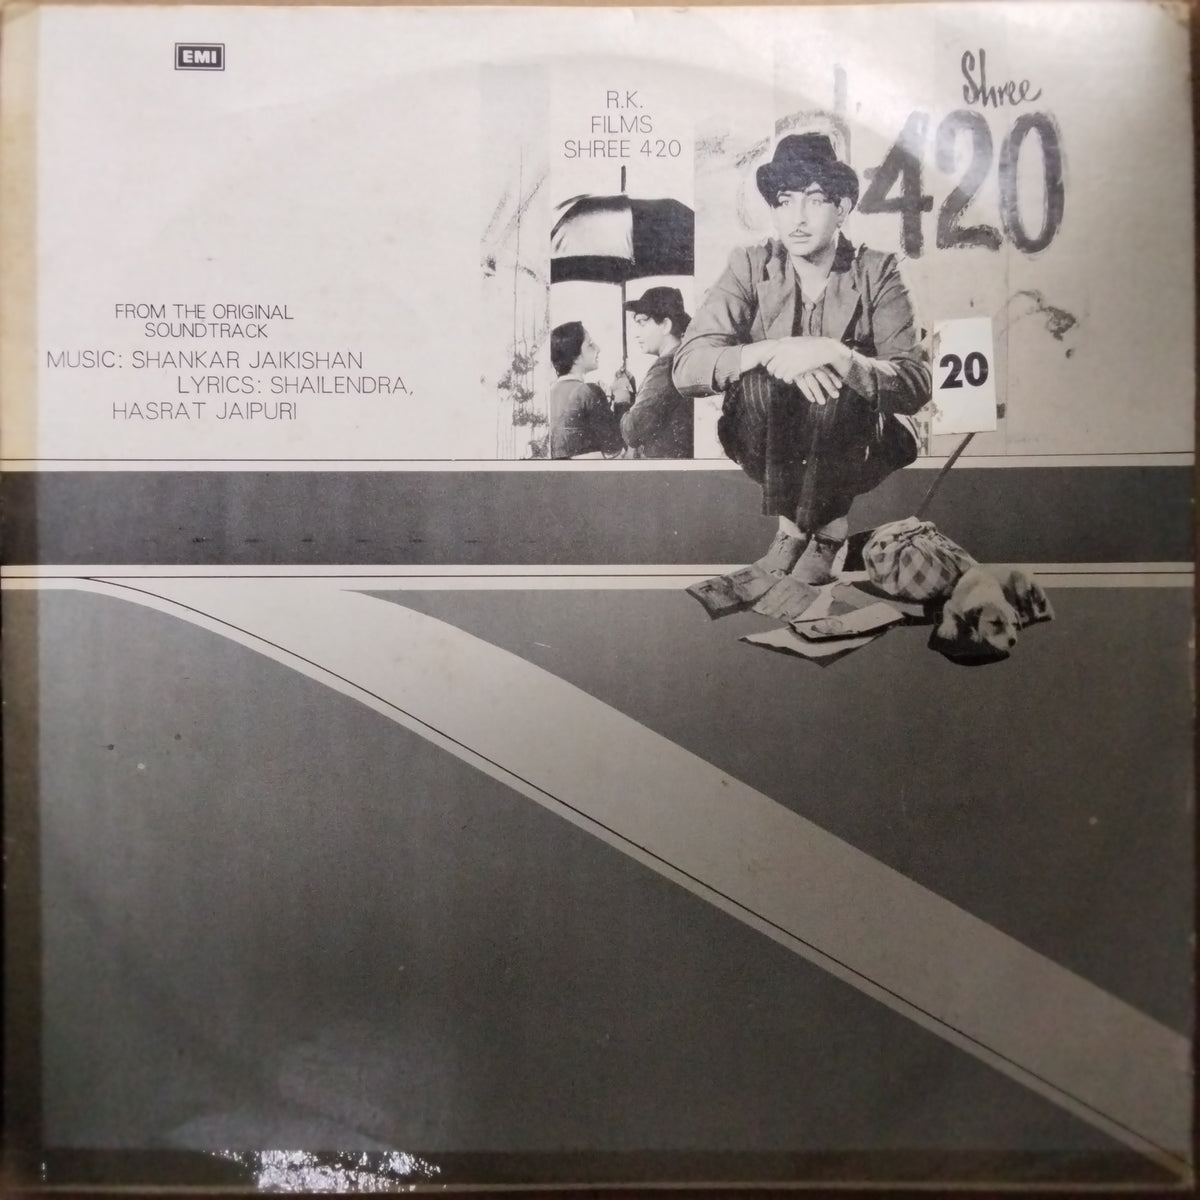 EMI
R.K.
FILMS
SHREE 420
Shree
420
20
FROM THE ORIGINAL
SOUNDTRACK
MUSIC: SHANKAR JAIKISHAN
LYRICS: SHAILENDRA,
HASRAT JAIPURI